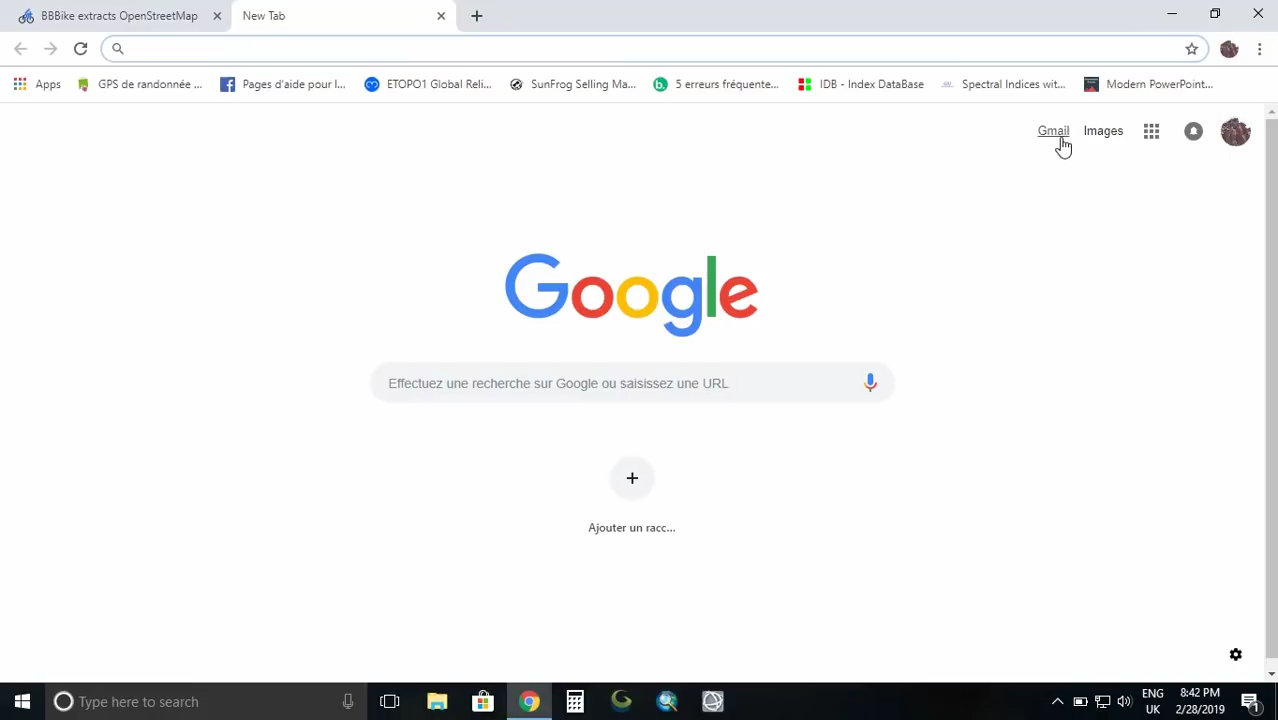 BBBike extracts OpenStreetMap
New Tab
Apps
GPS de randonnée ...
Pages d'aide pour l...
ETOPO1 Global Reli...
SunFrog Selling Ma...
5 erreurs fréquente...
IDB - Index DataBase
Spectral Indices wit...
Modern PowerPoint...
Gmail
Images
Google
Effectuez une recherche sur Google ou saisissez une URL
Ajouter un racc...
Type here to search
ENG
UK
8:42 PM
2/28/2019
1